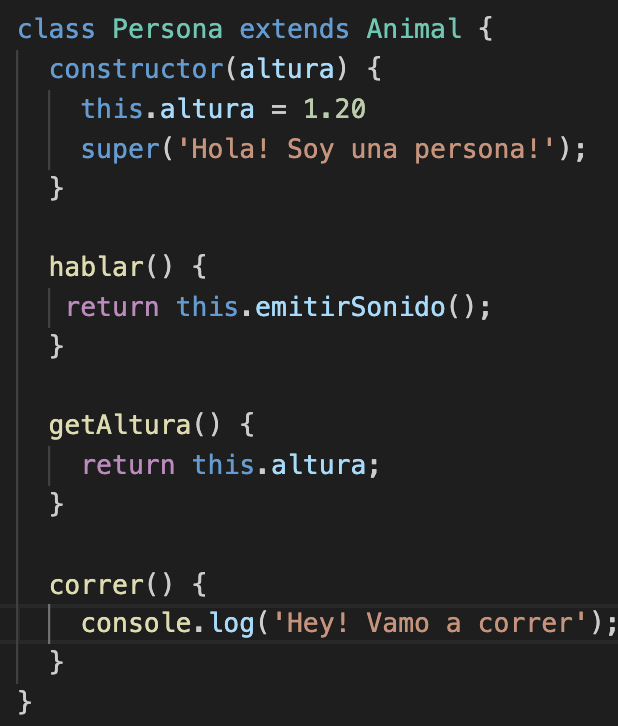 class Persona extends Animal {
constructor(altura) {
this.altura = 1.20
super('Hola! Soy una persona!');
}
hablar() {
return this.emitirSonido();
}
getAltura() {
return this.altura;
}
correr() {
console.log('Hey! Vamo a correr');
}
}